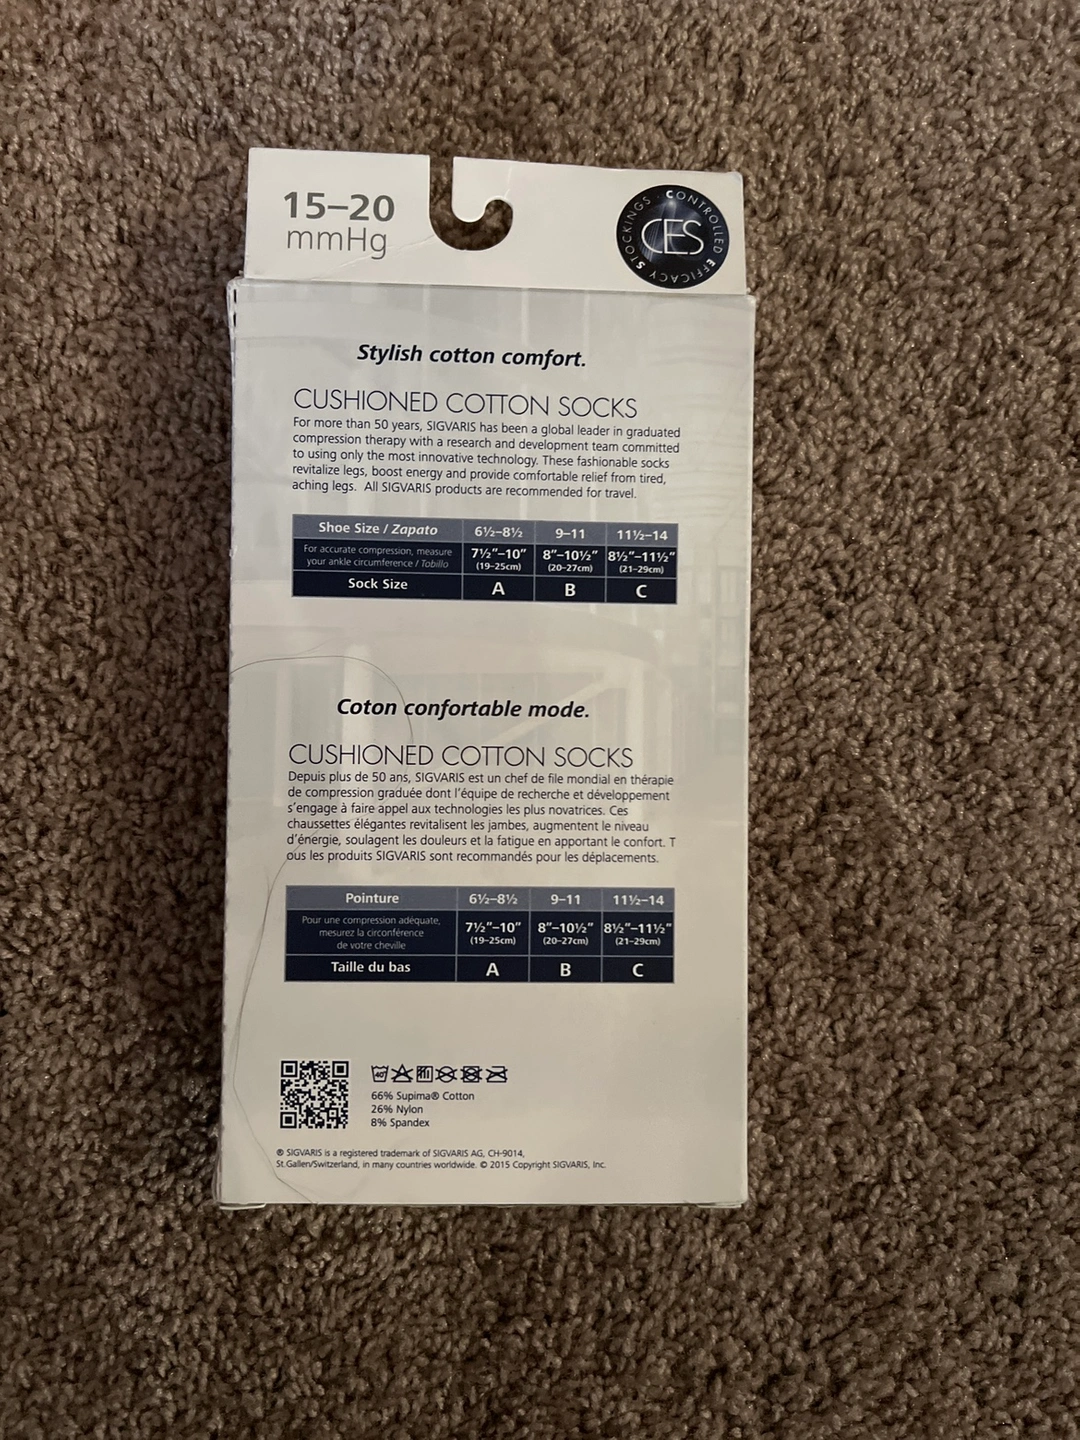 15–20
mmHg
CONTROLLED EFFICACY STOCKINGS
CES
Stylish cotton comfort.
CUSHIONED COTTON SOCKS
For more than 50 years, SIGVARIS has been a global leader in graduated
compression therapy with a research and development team committed
to using only the most innovative technology. These fashionable socks
revitalize legs, boost energy and provide comfortable relief from tired,
aching legs. All SIGVARIS products are recommended for travel.
Shoe Size / Zapato 6½–8½ 9–11 11½–14
For accurate compression, measure
your ankle circumference / Tobillo
7½"–10" 8"–10½" 8½"–11½"
(19–25cm) (20–27cm) (21–29cm)
Sock Size A B C
Coton confortable mode.
CUSHIONED COTTON SOCKS
Depuis plus de 50 ans, SIGVARIS est un chef de file mondial en thérapie
de compression graduée dont l'équipe de recherche et développement
s'engage à faire appel aux technologies les plus novatrices. Ces
chaussettes élégantes revitalisent les jambes, augmentent le niveau
d'énergie, soulagent les douleurs et la fatigue en apportant le confort. T
ous les produits SIGVARIS sont recommandés pour les déplacements.
Pointure 6½–8½ 9–11 11½–14
Pour une compression adéquate,
mesurez la circonférence
de votre cheville
7½"–10" 8"–10½" 8½"–11½"
(19–25cm) (20–27cm) (21–29cm)
Taille du bas A B C
40°
66% Supima® Cotton
26% Nylon
8% Spandex
® SIGVARIS is a registered trademark of SIGVARIS AG, CH-9014,
St.Gallen/Switzerland, in many countries worldwide. © 2015 Copyright SIGVARIS, Inc.